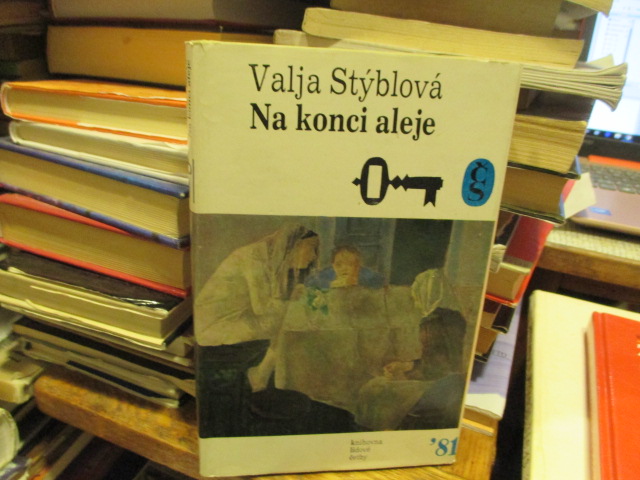 Valja Stýblová
Na konci aleje
čs
knihovna
lidové
četby
'81